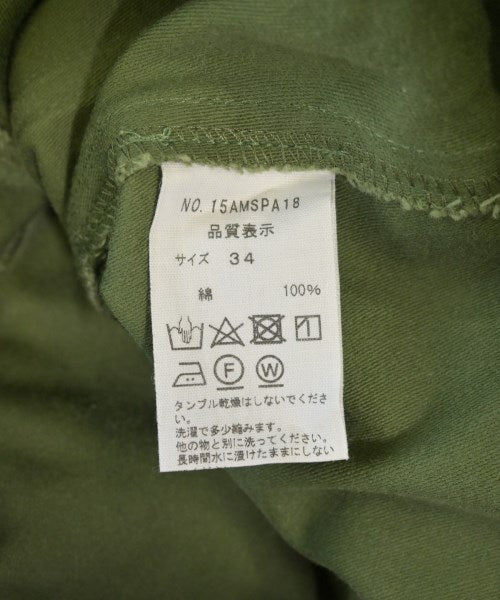 NO. 15AMSPA18
品質表示
サイズ 34
綿 100%
F W
タンブル乾燥はしないでくださ
い。
洗濯で多少縮みます。
他の物と別に洗ってください。
長時間水に漬けたままにしない